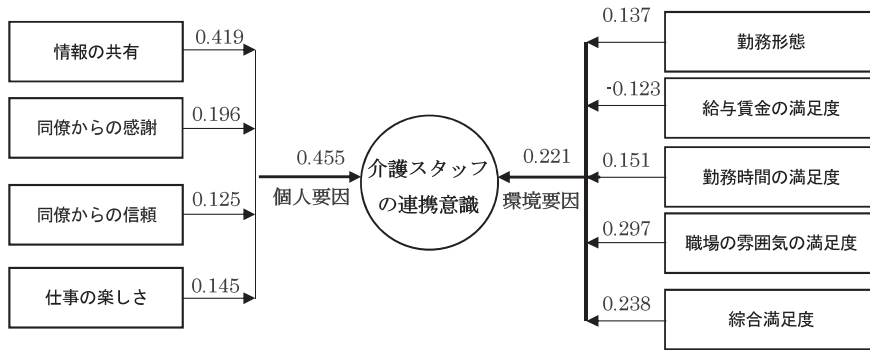 情報の共有
0.419
同僚からの感謝
0.196
同僚からの信頼
0.125
仕事の楽しさ
0.145
0.455
個人要因
介護スタッフ
の連携意識
0.221
環境要因
0.137
勤務形態
-0.123
給与賃金の満足度
0.151
勤務時間の満足度
0.297
職場の雰囲気の満足度
0.238
綜合満足度